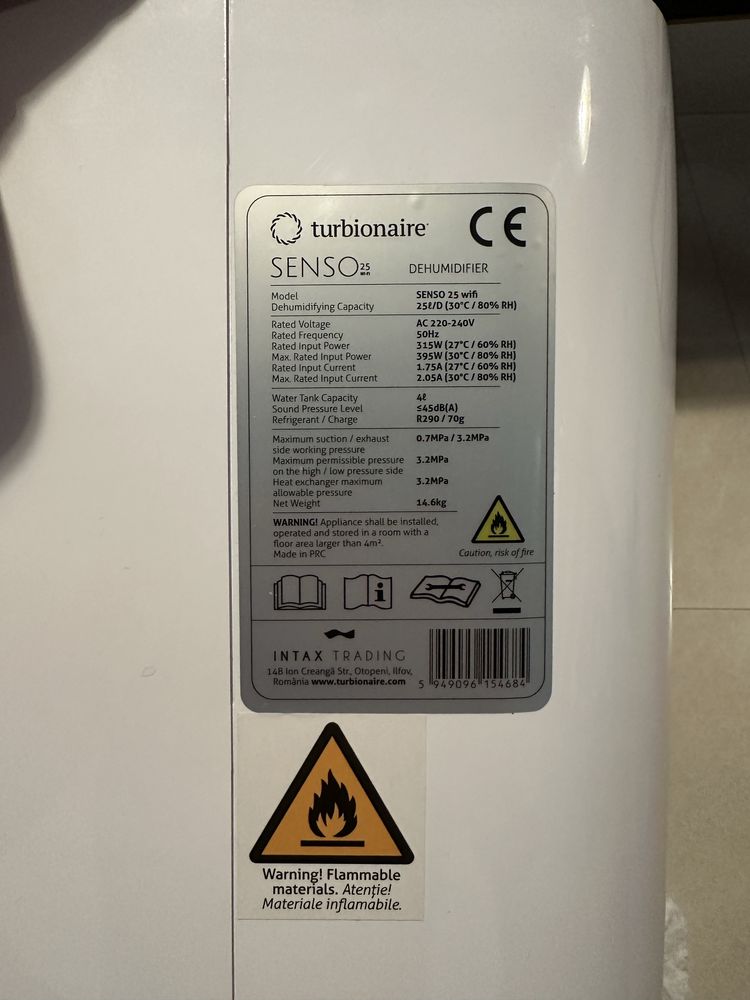 turbionaire
CE
SENSO 25 wi-fi DEHUMIDIFIER
Model SENSO 25 wifi
Dehumidifying Capacity 25ℓ/D (30°C / 80% RH)
Rated Voltage AC 220-240V
Rated Frequency 50Hz
Rated Input Power 315W (27°C / 60% RH)
Max. Rated Input Power 395W (30°C / 80% RH)
Rated Input Current 1.75A (27°C / 60% RH)
Max. Rated Input Current 2.05A (30°C / 80% RH)
Water Tank Capacity 4ℓ
Sound Pressure Level ≤45dB(A)
Refrigerant / Charge R290 / 70g
Maximum suction / exhaust 0.7MPa / 3.2MPa
side working pressure
Maximum permissible pressure 3.2MPa
on the high / low pressure side
Heat exchanger maximum 3.2MPa
allowable pressure
Net Weight 14.6kg
WARNING! Appliance shall be installed,
operated and stored in a room with a
floor area larger than 4m².
Made in PRC
Caution, risk of fire
i
INTAX TRADING
14B Ion Creangă Str., Otopeni, Ilfov,
România www.turbionaire.com
5 949096 154684
Warning! Flammable
materials. Atenție!
Materiale inflamabile.